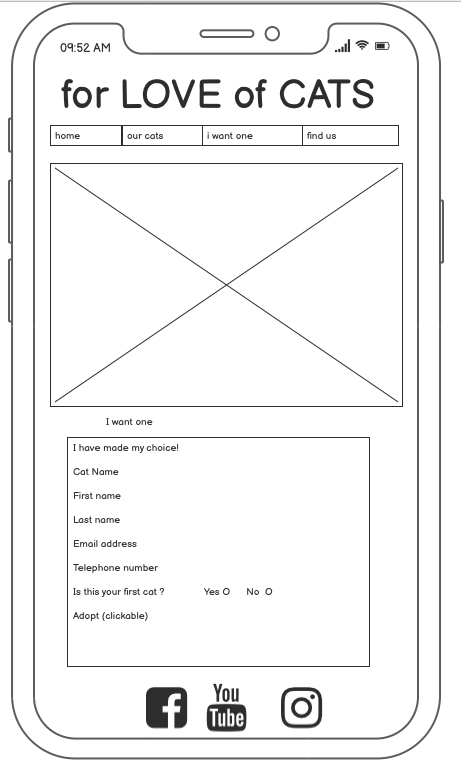 09:52 AM
for LOVE of CATS
home our cats i want one find us
I want one
I have made my choice!
Cat Name
First name
Last name
Email address
Telephone number
Is this your first cat ? Yes O No O
Adopt (clickable)
You
Tube